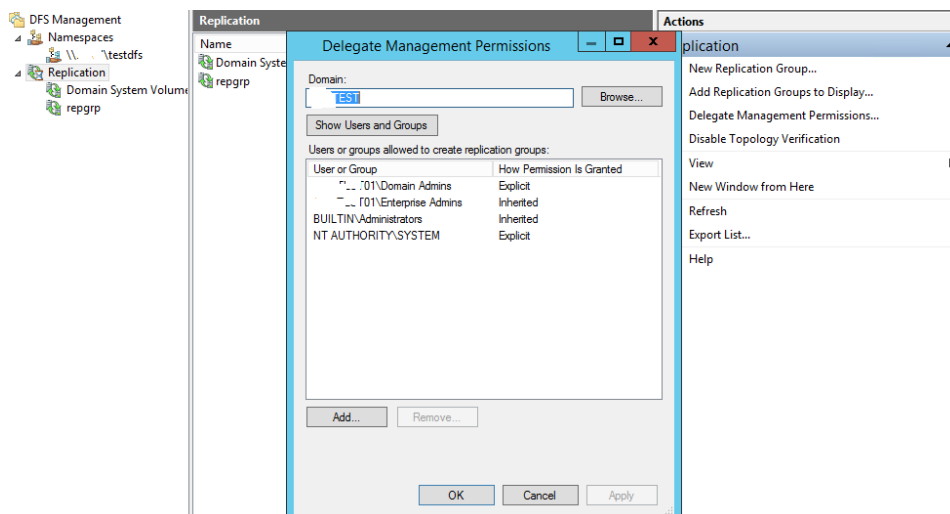 DFS Management
Namespaces
\testdfs
Replication
Domain System Volume
repgrp
Replication
Name
Domain Syste
repgrp
Delegate Management Permissions
Domain:
TEST
Browse...
Show Users and Groups
Users or groups allowed to create replication groups:
User or Group How Permission Is Granted
T01\Domain Admins Explicit
T01\Enterprise Admins Inherited
BUILTIN\Administrators Inherited
NT AUTHORITY\SYSTEM Explicit
Add... Remove...
OK Cancel Apply
Actions
plication
New Replication Group...
Add Replication Groups to Display...
Delegate Management Permissions...
Disable Topology Verification
View
New Window from Here
Refresh
Export List...
Help